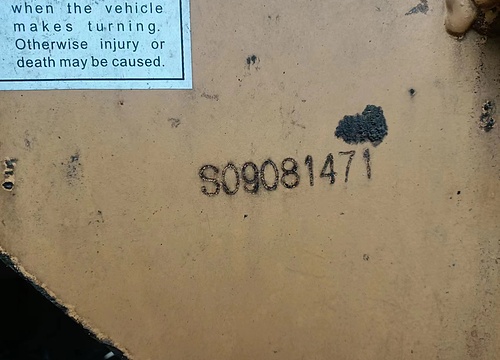 when the vehicle
makes turning.
Otherwise injury or
death may be caused.
S09081471